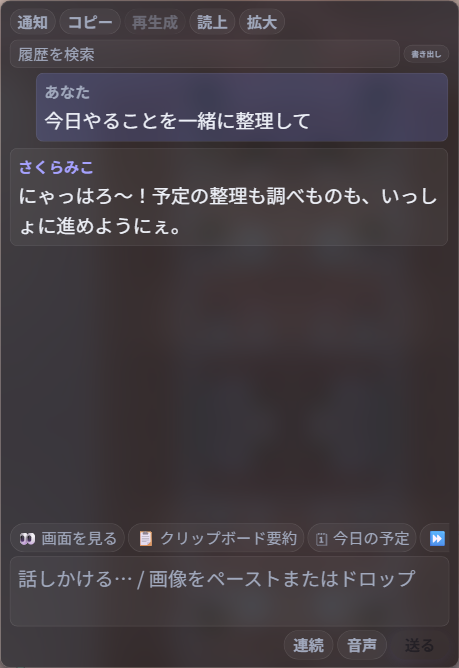 通知 コピー 再生成 読上 拡大
履歴を検索 書き出し
あなた
今日やることを一緒に整理して
さくらみこ
にゃっはろ～！予定の整理も調べものも、いっし
ょに進めようにぇ。
👀 画面を見る 📋 クリップボード要約 🗓 今日の予定 ⏩
話しかける… / 画像をペーストまたはドロップ
連続 音声 送る